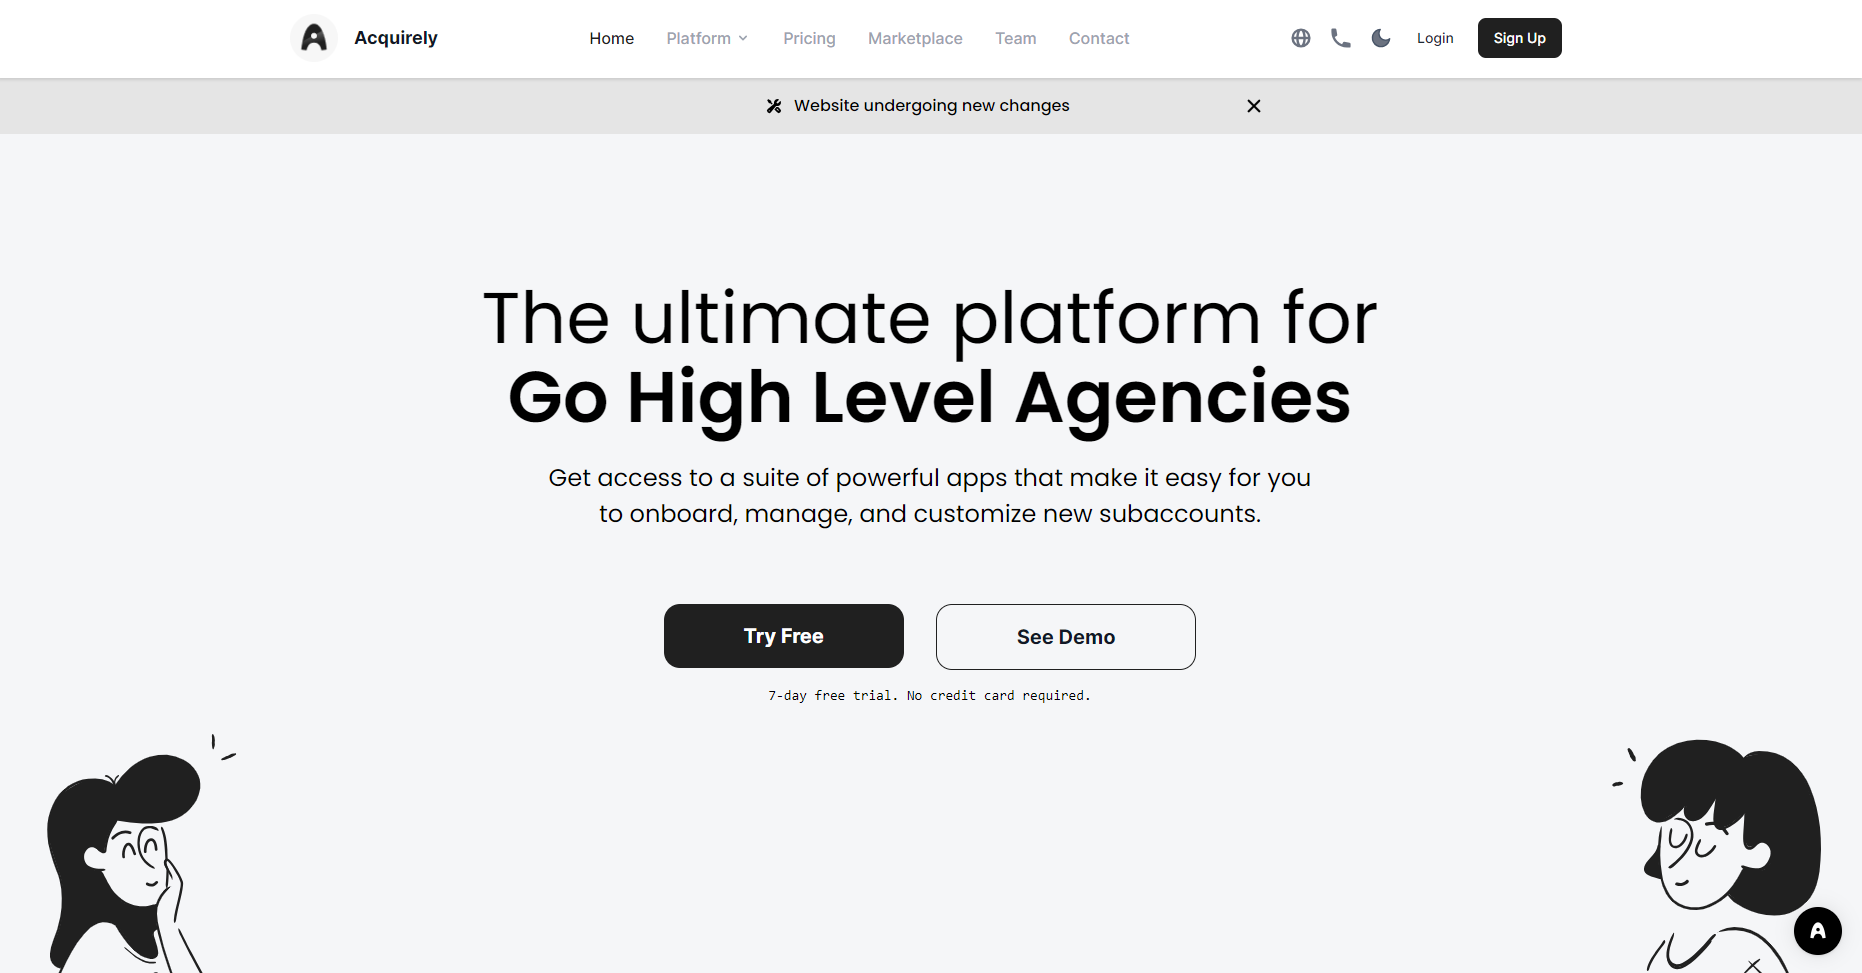 Acquirely
Home Platform Pricing Marketplace Team Contact
Login Sign Up
Website undergoing new changes
The ultimate platform for
Go High Level Agencies
Get access to a suite of powerful apps that make it easy for you
to onboard, manage, and customize new subaccounts.
Try Free See Demo
7-day free trial. No credit card required.